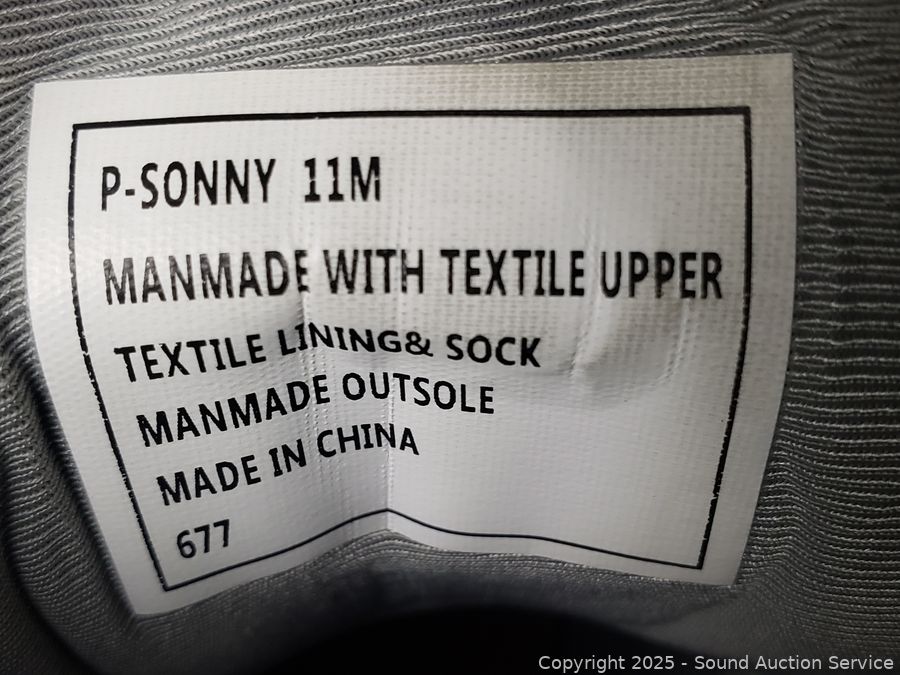 P-SONNY 11M
MANMADE WITH TEXTILE UPPER
TEXTILE LINING& SOCK
MANMADE OUTSOLE
MADE IN CHINA
677
Copyright 2025 - Sound Auction Service